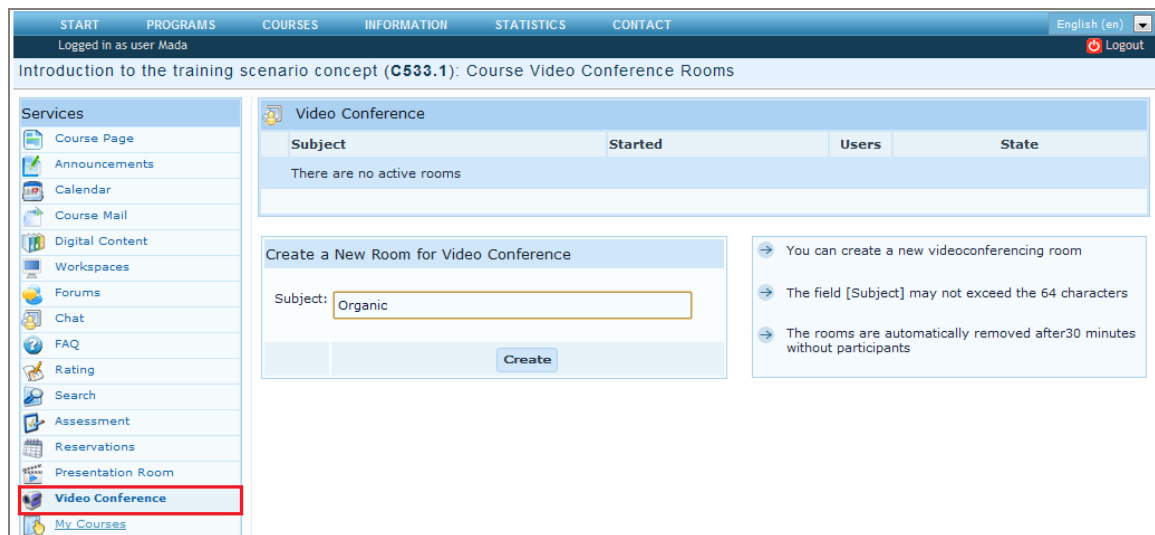 START PROGRAMS COURSES INFORMATION STATISTICS CONTACT English (en)
Logged in as user Mada Logout
Introduction to the training scenario concept (C533.1): Course Video Conference Rooms
Services
Course Page
Announcements
Calendar
Course Mail
Digital Content
Workspaces
Forums
Chat
FAQ
Rating
Search
Assessment
Reservations
Presentation Room
Video Conference
My Courses
Video Conference
Subject Started Users State
There are no active rooms
Create a New Room for Video Conference
Subject: Organic
Create
You can create a new videoconferencing room
The field [Subject] may not exceed the 64 characters
The rooms are automatically removed after30 minutes
without participants